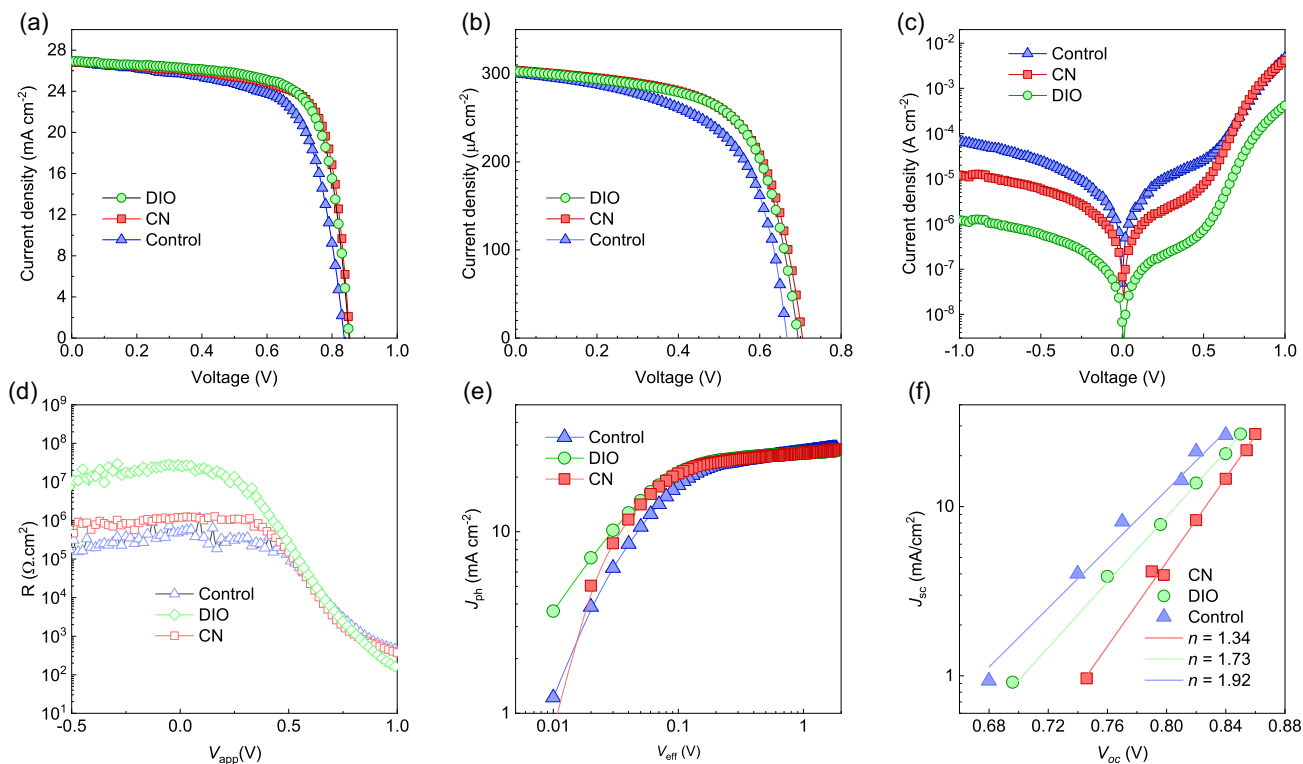 (a)
Current density (mA cm⁻²)
28
24
20
16
12
8
4
0
DIO
CN
Control
0.0 0.2 0.4 0.6 0.8 1.0
Voltage (V)
(b)
Current density (µA cm⁻²)
300
200
100
0
DIO
CN
Control
0.0 0.2 0.4 0.6 0.8
Voltage (V)
(c)
Current density (A cm⁻²)
10⁻²
10⁻³
10⁻⁴
10⁻⁵
10⁻⁶
10⁻⁷
10⁻⁸
Control
CN
DIO
-1.0 -0.5 0.0 0.5 1.0
Voltage (V)
(d)
R (Ω.cm²)
10⁹
10⁸
10⁷
10⁶
10⁵
10⁴
10³
10²
10¹
Control
DIO
CN
-0.5 0.0 0.5 1.0
V_app(V)
(e)
J_ph (mA cm⁻²)
10
1
Control
DIO
CN
0.01 0.1 1
V_eff (V)
(f)
J_sc (mA/cm²)
10
1
CN
DIO
Control
n = 1.34
n = 1.73
n = 1.92
0.68 0.72 0.76 0.80 0.84 0.88
V_oc (V)